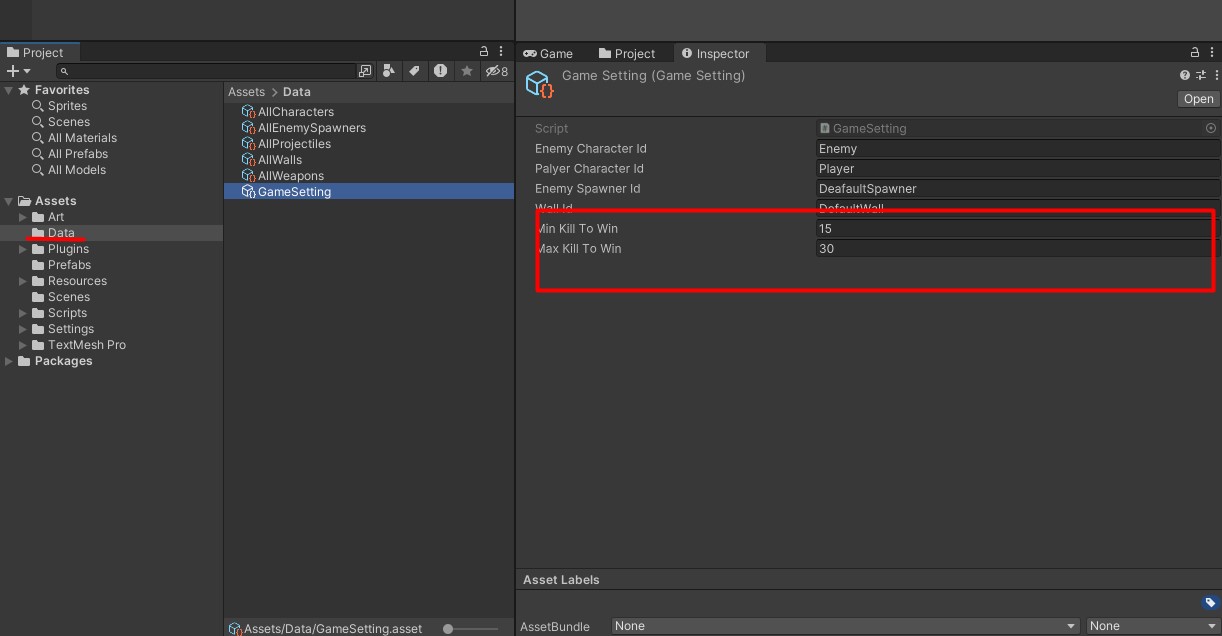 Project
8
Favorites
Sprites
Scenes
All Materials
All Prefabs
All Models
Assets
Art
Data
Plugins
Prefabs
Resources
Scenes
Scripts
Settings
TextMesh Pro
Packages
Assets > Data
AllCharacters
AllEnemySpawners
AllProjectiles
AllWalls
AllWeapons
GameSetting
Assets/Data/GameSetting.asset
Game Project Inspector
Game Setting (Game Setting)
Open
Script GameSetting
Enemy Character Id Enemy
Palyer Character Id Player
Enemy Spawner Id DeafaultSpawner
Wall Id DefaultWall
Min Kill To Win 15
Max Kill To Win 30
Asset Labels
AssetBundle None None